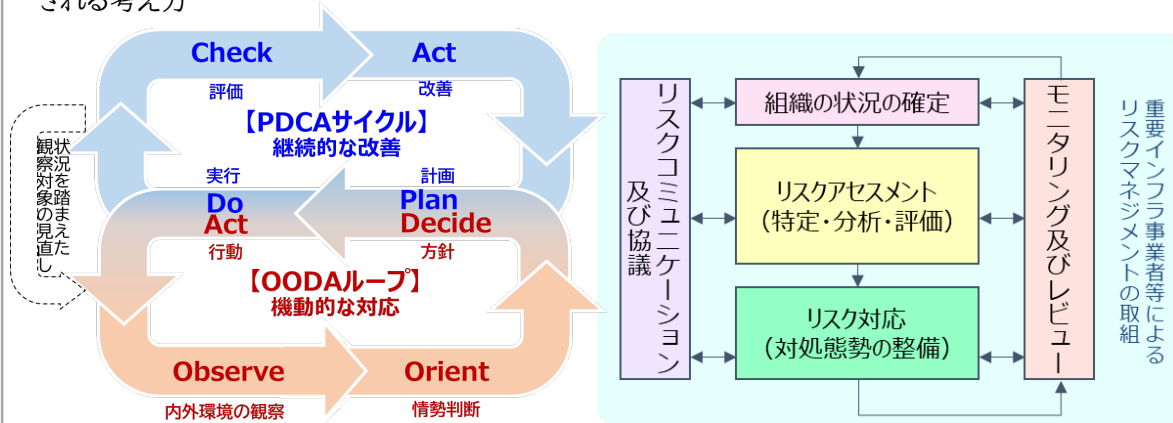 される考え方
Check
Act
評価
改善
【PDCAサイクル】
継続的な改善
実行
計画
Do
Plan
Act
Decide
行動
方針
【OODAループ】
機動的な対応
Observe
Orient
内外環境の観察
情勢判断
状況を踏まえた
観察対象の見直し
リスクコミュニケーション
及び協議
組織の状況の確定
リスクアセスメント
（特定・分析・評価）
リスク対応
（対処態勢の整備）
モニタリング及びレビュー
重要インフラ事業者等による
リスクマネジメントの取組